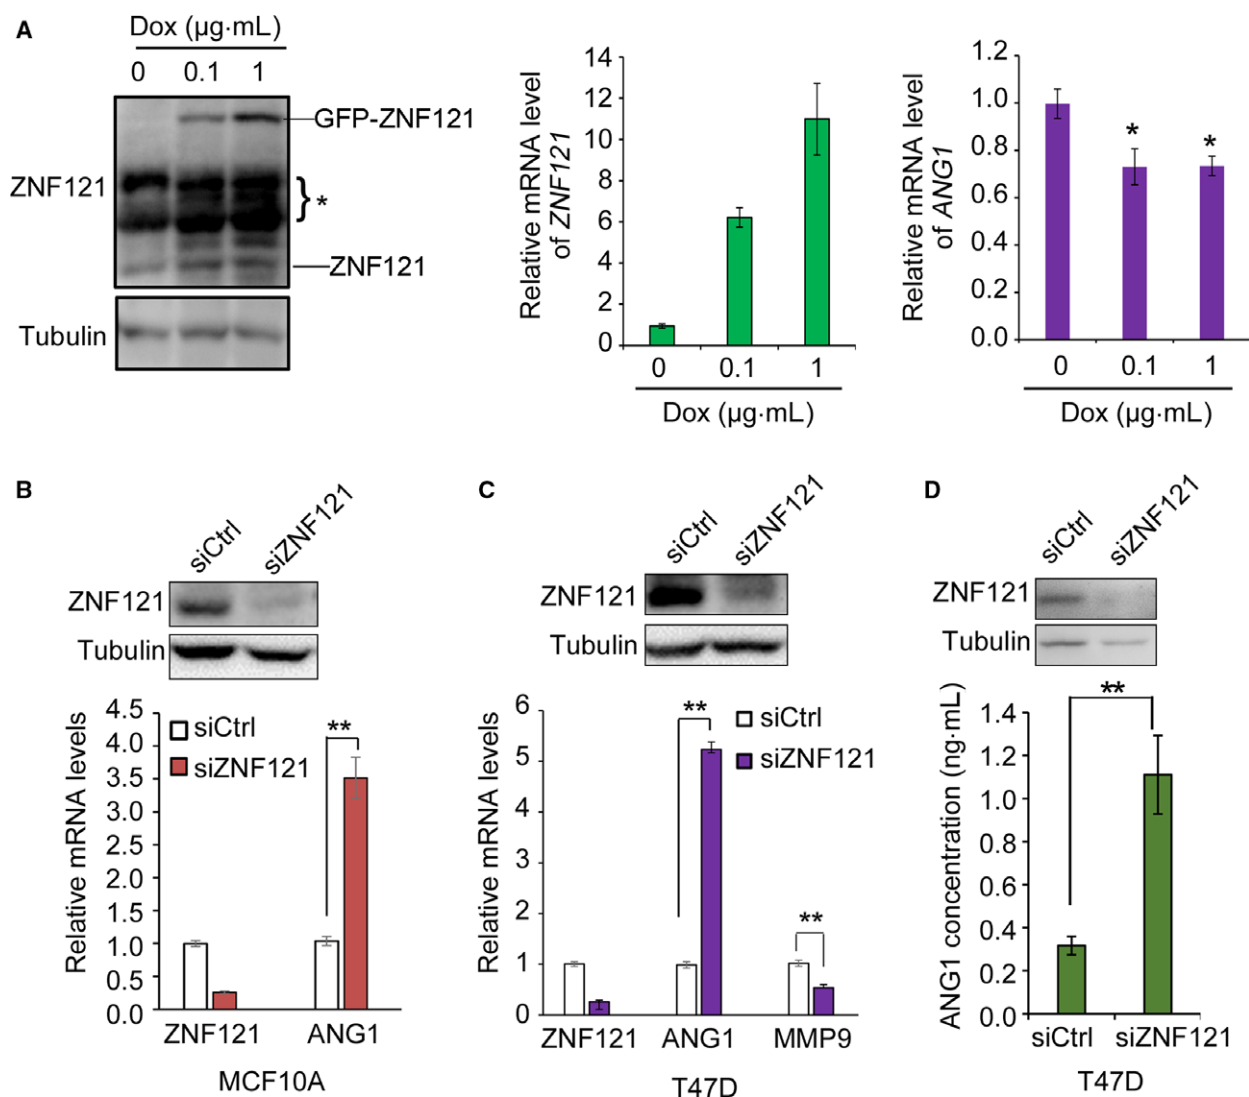 A
Dox (µg·mL)
0 0.1 1
GFP-ZNF121
ZNF121
*
ZNF121
Tubulin
Relative mRNA level
of ZNF121
14
12
10
8
6
4
2
0
0 0.1 1
Dox (µg·mL)
Relative mRNA level
of ANG1
1.2
1.0
0.8
0.6
0.4
0.2
0.0
* *
0 0.1 1
Dox (µg·mL)
B
siCtrl siZNF121
ZNF121
Tubulin
Relative mRNA levels
4.5
4.0
3.5
3.0
2.5
2.0
1.5
1.0
0.5
0.0
siCtrl
siZNF121
**
ZNF121 ANG1
MCF10A
C
siCtrl siZNF121
ZNF121
Tubulin
Relative mRNA levels
6
5
4
3
2
1
0
**
siCtrl
siZNF121
**
ZNF121 ANG1 MMP9
T47D
D
siCtrl siZNF121
ZNF121
Tubulin
ANG1 concentration (ng·mL)
1.4
1.2
1.0
0.8
0.6
0.4
0.2
0.0
**
siCtrl siZNF121
T47D